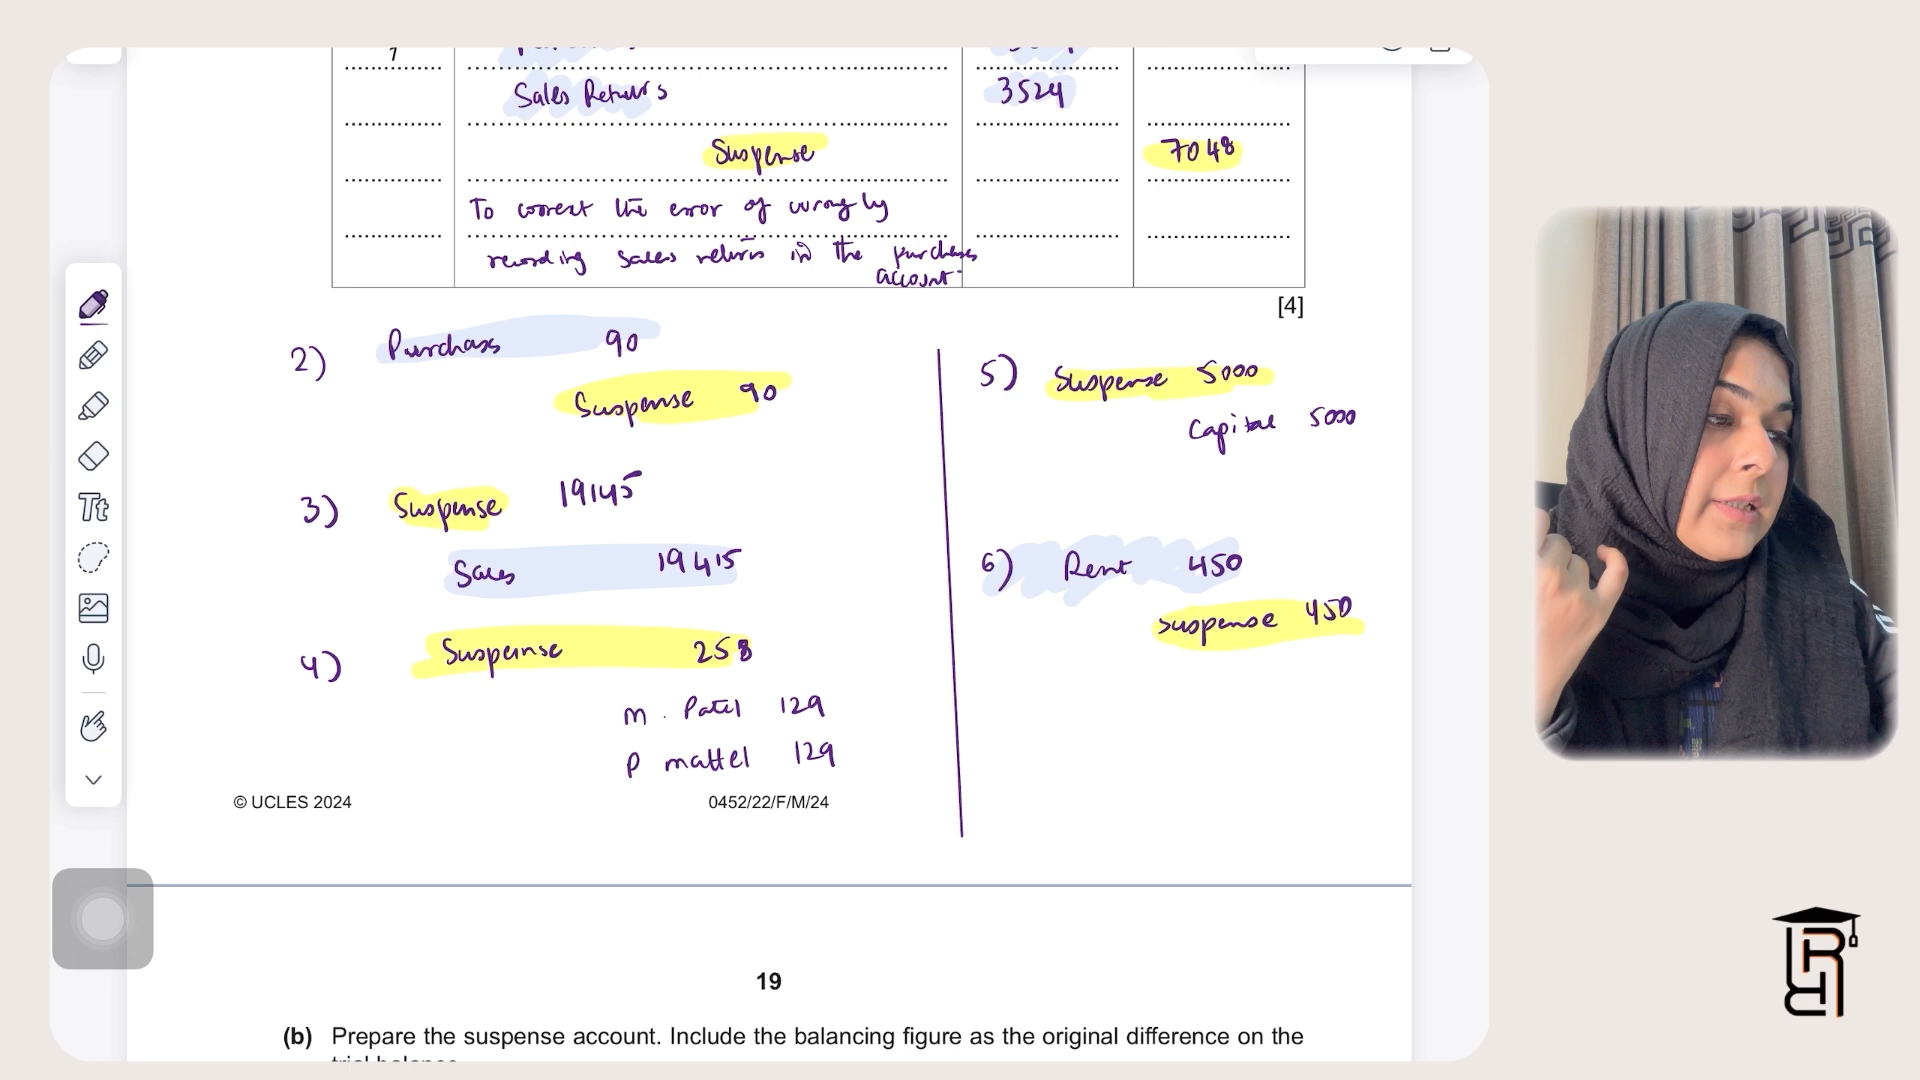 Sales Returns 3524
Suspense 7048
To correct the error of wrongly
recording sales returns in the purchases
account.
[4]
2) Purchases 90
Suspense 90
3) Suspense 19145
Sales 19415
4) Suspense 258
M. Patel 129
P mattel 129
5) Suspense 5000
Capital 5000
6) Rent 450
Suspense 450
Tt
© UCLES 2024 0452/22/F/M/24
19
(b) Prepare the suspense account. Include the balancing figure as the original difference on the
trial balance.